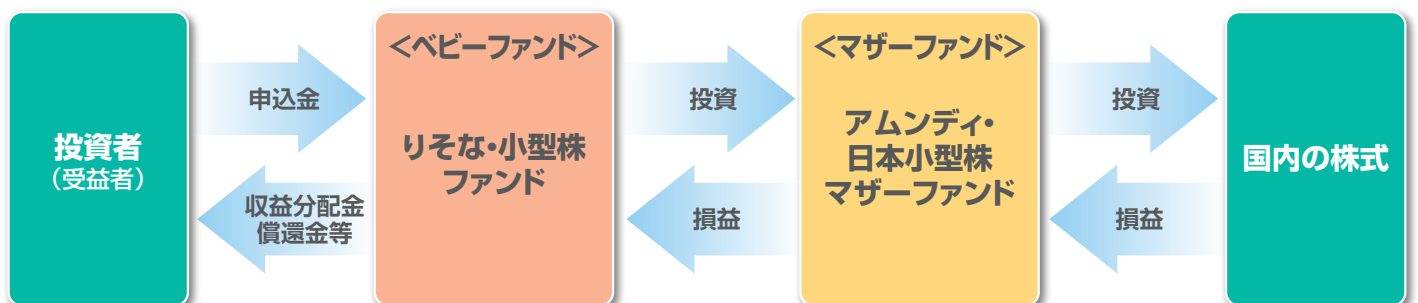 投資者
（受益者）
申込金
収益分配金
償還金等
＜ベビーファンド＞
りそな・小型株
ファンド
投資
損益
＜マザーファンド＞
アムンディ・
日本小型株
マザーファンド
投資
損益
国内の株式